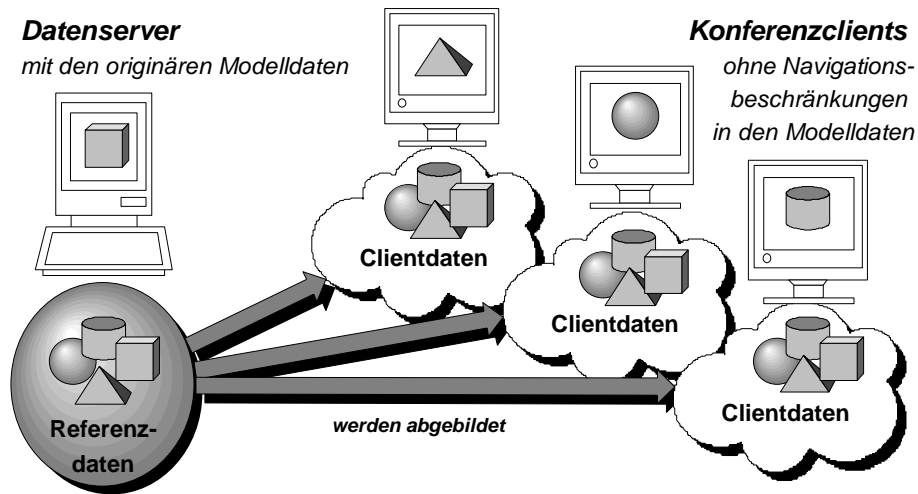 Datenserver
mit den originären Modelldaten
Konferenzclients
ohne Navigations-
beschränkungen
in den Modelldaten
Clientdaten
Clientdaten
Clientdaten
Referenz-
daten
werden abgebildet